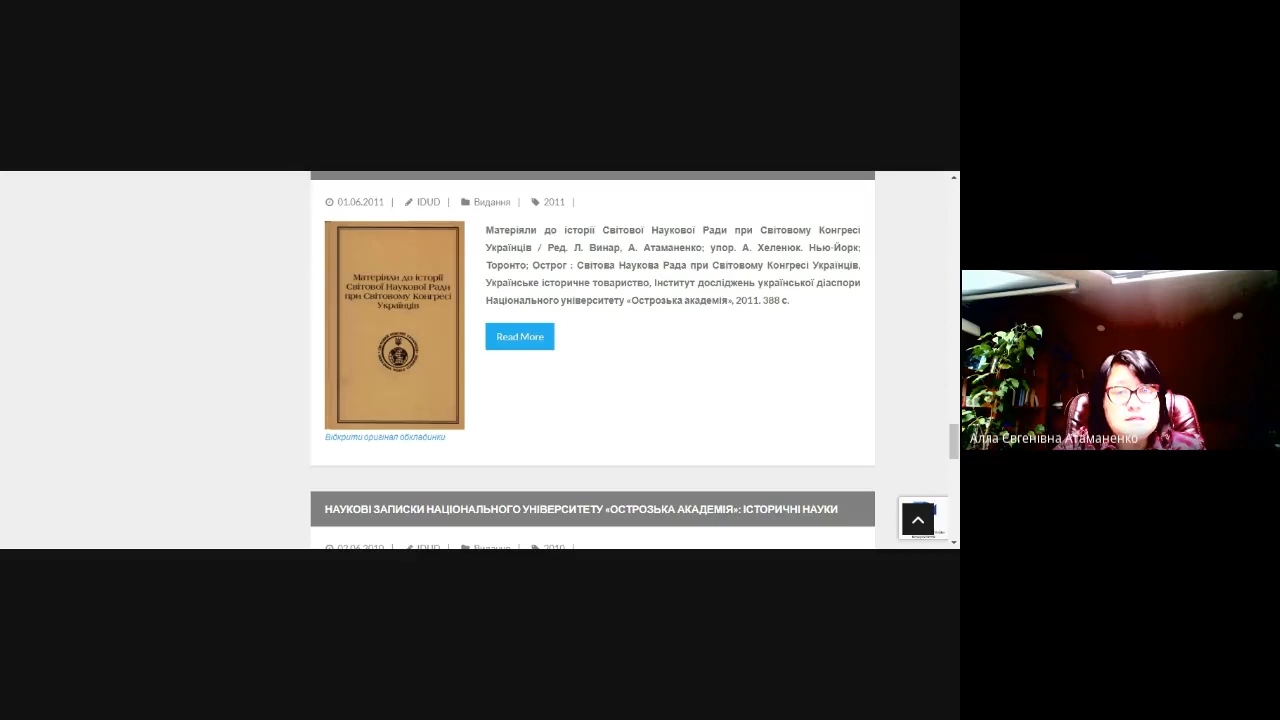 01.06.2011 | IDUD | Видання | 2011 |
Матеріяли до історії
Світової Наукової Ради
при Світовому Конгресі
Українців
Відкрити оригінал обкладинки
Матеріяли до історії Світової Наукової Ради при Світовому Конгресі
Українців / Ред. Л. Винар, А. Атаманенко; упор. А. Хеленюк. Нью-Йорк;
Торонто; Острог : Світова Наукова Рада при Світовому Конгресі Українців,
Українське історичне товариство, Інститут досліджень української діаспори
Національного університету «Острозька академія», 2011. 388 с.
Read More
НАУКОВІ ЗАПИСКИ НАЦІОНАЛЬНОГО УНІВЕРСИТЕТУ «ОСТРОЗЬКА АКАДЕМІЯ»: ІСТОРИЧНІ НАУКИ
IDUD | Видання | 2010 |
Алла Євгенівна Атаманенко